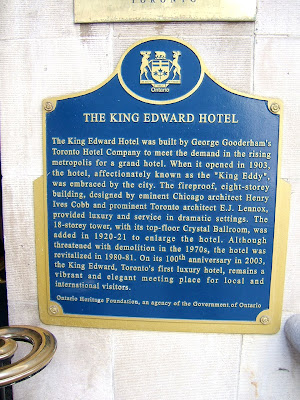 TORONTO
Ontario
THE KING EDWARD HOTEL
The King Edward Hotel was built by George Gooderham's
Toronto Hotel Company to meet the demand in the rising
metropolis for a grand hotel. When it opened in 1903,
the hotel, affectionately known as the "King Eddy",
was embraced by the city. The fireproof, eight-storey
building, designed by eminent Chicago architect Henry
Ives Cobb and prominent Toronto architect E.J. Lennox,
provided luxury and service in dramatic settings. The
18-storey tower, with its top-floor Crystal Ballroom, was
added in 1920-21 to enlarge the hotel. Although
threatened with demolition in the 1970s, the hotel was
revitalized in 1980-81. On its 100th anniversary in 2003,
the King Edward, Toronto's first luxury hotel, remains a
vibrant and elegant meeting place for local and
international visitors.
Ontario Heritage Foundation, an agency of the Government of Ontario